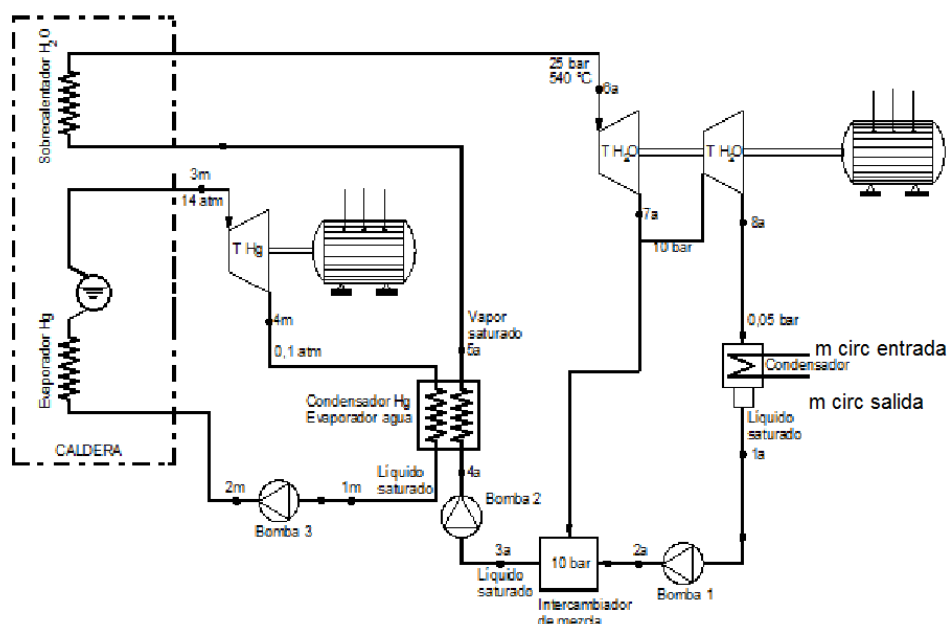 Sobrecalentador H2O
25 bar
540 ºC
6a
T H2O
T H2O
3m
14 atm
7a
8a
10 bar
T Hg
4m
0,1 atm
Vapor
saturado
5a
0,05 bar
m circ entrada
Condensador
m circ salida
Evaporador Hg
Condensador Hg
Evaporador agua
Líquido
saturado
1a
CALDERA
Líquido
saturado
4a
2m
1m
Bomba 3
Bomba 2
3a
10 bar
2a
Líquido
saturado
Bomba 1
Intercambiador
de mezcla